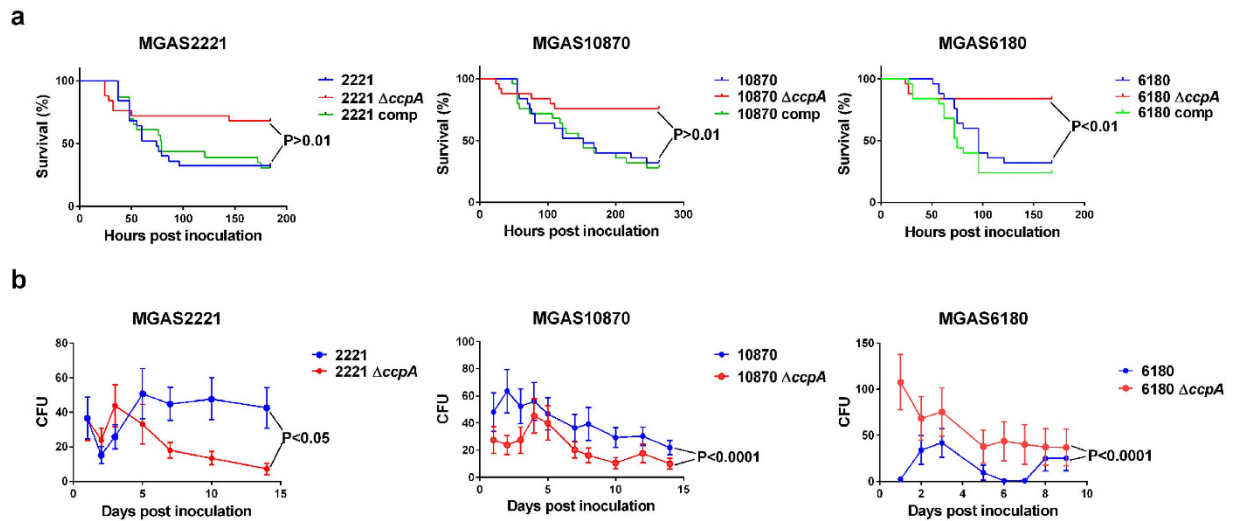 a
MGAS2221
MGAS10870
MGAS6180
2221
2221 ΔccpA
2221 comp
10870
10870 ΔccpA
10870 comp
6180
6180 ΔccpA
6180 comp
Survival (%)
100
50
0
0 50 100 150 200
Hours post inoculation
P>0.01
Survival (%)
100
50
0
0 100 200 300
Hours post inoculation
P>0.01
Survival (%)
100
50
0
0 50 100 150 200
Hours post inoculation
P<0.01
b
MGAS2221
MGAS10870
MGAS6180
2221
2221 ΔccpA
10870
10870 ΔccpA
6180
6180 ΔccpA
CFU
80
60
40
20
0
0 5 10 15
Days post inoculation
P<0.05
CFU
100
80
60
40
20
0
0 5 10 15
Days post inoculation
P<0.0001
CFU
150
100
50
0
0 2 4 6 8 10
Days post inoculation
P<0.0001